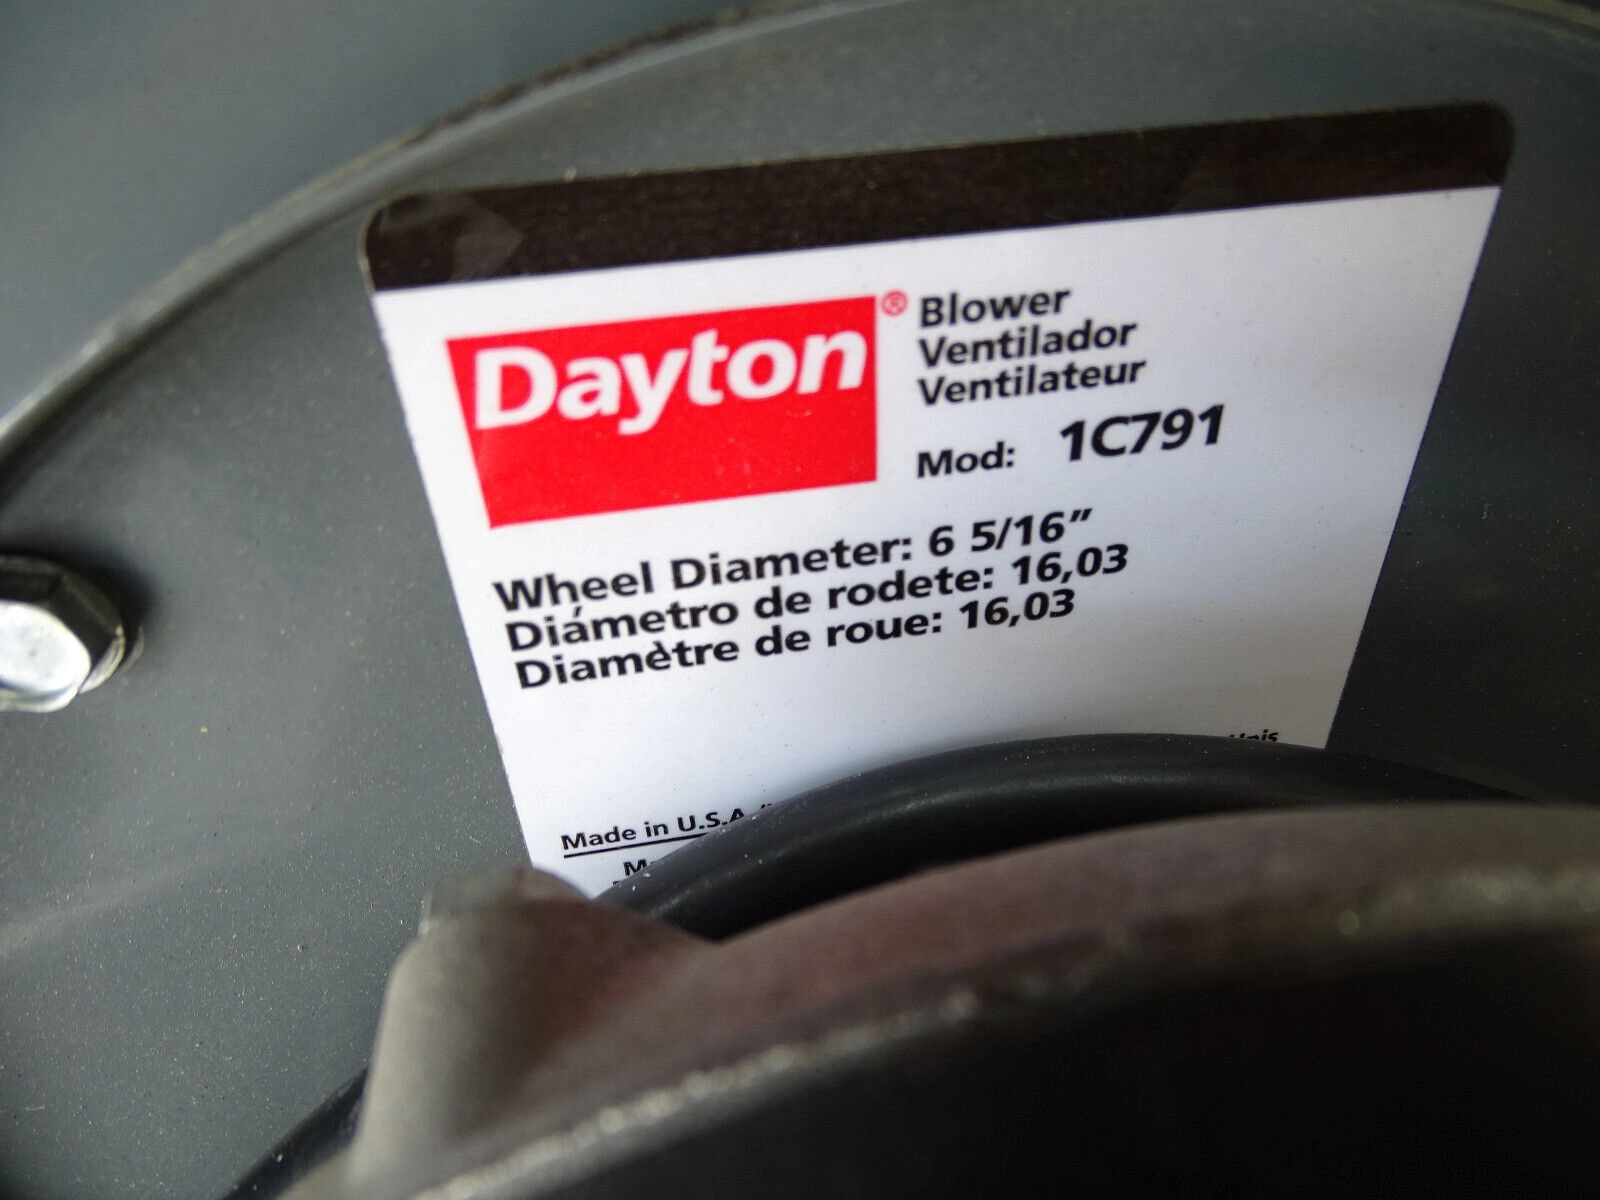 Dayton®
Blower
Ventilador
Ventilateur
Mod: 1C791
Wheel Diameter: 6 5/16”
Diámetro de rodete: 16,03
Diamètre de roue: 16,03
Made in U.S.A.